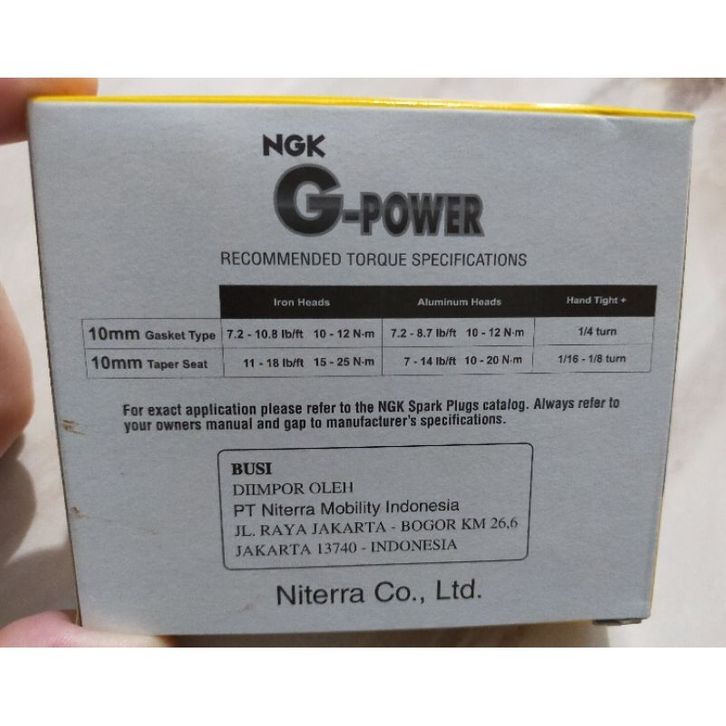 NGK
G-POWER
RECOMMENDED TORQUE SPECIFICATIONS
Iron Heads Aluminum Heads Hand Tight +
10mm Gasket Type 7.2 - 10.8 lb/ft 10 - 12 N·m 7.2 - 8.7 lb/ft 10 - 12 N·m 1/4 turn
10mm Taper Seat 11 - 18 lb/ft 15 - 25 N·m 7 - 14 lb/ft 10 - 20 N·m 1/16 - 1/8 turn
For exact application please refer to the NGK Spark Plugs catalog. Always refer to
your owners manual and gap to manufacturer's specifications.
BUSI
DIIMPOR OLEH
PT Niterra Mobility Indonesia
JL. RAYA JAKARTA - BOGOR KM 26,6
JAKARTA 13740 - INDONESIA
Niterra Co., Ltd.